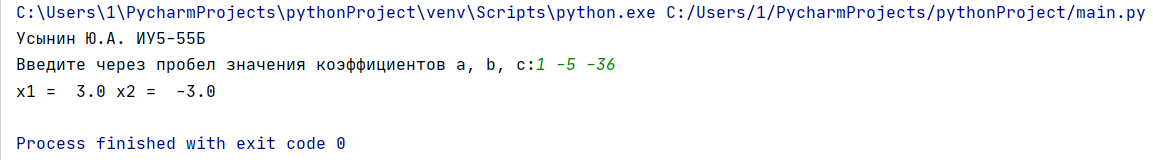 C:\Users\1\PycharmProjects\pythonProject\venv\Scripts\python.exe C:/Users/1/PycharmProjects/pythonProject/main.py
Усынин Ю.А. ИУ5-55Б
Введите через пробел значения коэффициентов a, b, c:1 -5 -36
x1 =  3.0 x2 =  -3.0
Process finished with exit code 0